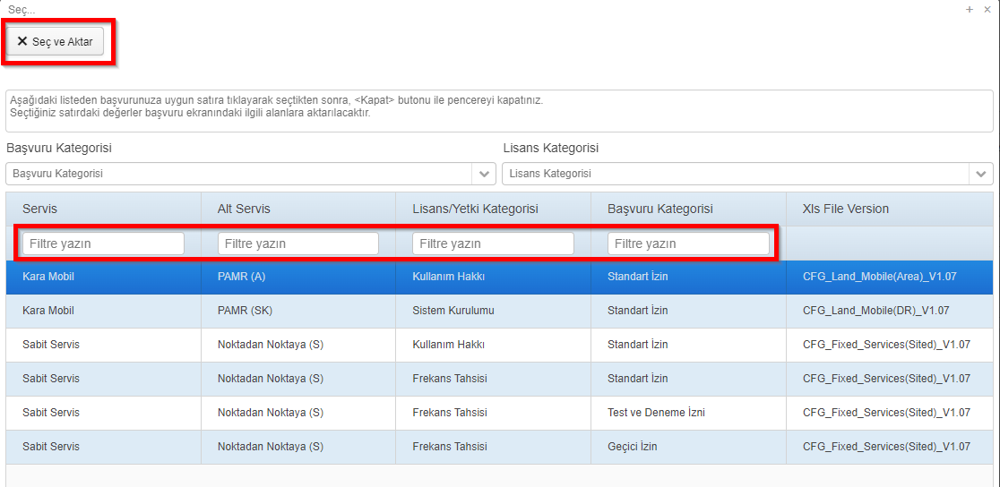 Seç...
Seç ve Aktar
Aşağıdaki listeden başvurunuza uygun satıra tıklayarak seçtikten sonra, <Kapat> butonu ile pencereyi kapatınız.
Seçtiğiniz satırdaki değerler başvuru ekranındaki ilgili alanlara aktarılacaktır.
Başvuru Kategorisi Lisans Kategorisi
Başvuru Kategorisi Lisans Kategorisi
Servis Alt Servis Lisans/Yetki Kategorisi Başvuru Kategorisi Xls File Version
Filtre yazın Filtre yazın Filtre yazın Filtre yazın
Kara Mobil PAMR (A) Kullanım Hakkı Standart İzin CFG_Land_Mobile(Area)_V1.07
Kara Mobil PAMR (SK) Sistem Kurulumu Standart İzin CFG_Land_Mobile(DR)_V1.07
Sabit Servis Noktadan Noktaya (S) Kullanım Hakkı Standart İzin CFG_Fixed_Services(Sited)_V1.07
Sabit Servis Noktadan Noktaya (S) Frekans Tahsisi Standart İzin CFG_Fixed_Services(Sited)_V1.07
Sabit Servis Noktadan Noktaya (S) Frekans Tahsisi Test ve Deneme İzni CFG_Fixed_Services(Sited)_V1.07
Sabit Servis Noktadan Noktaya (S) Frekans Tahsisi Geçici İzin CFG_Fixed_Services(Sited)_V1.07